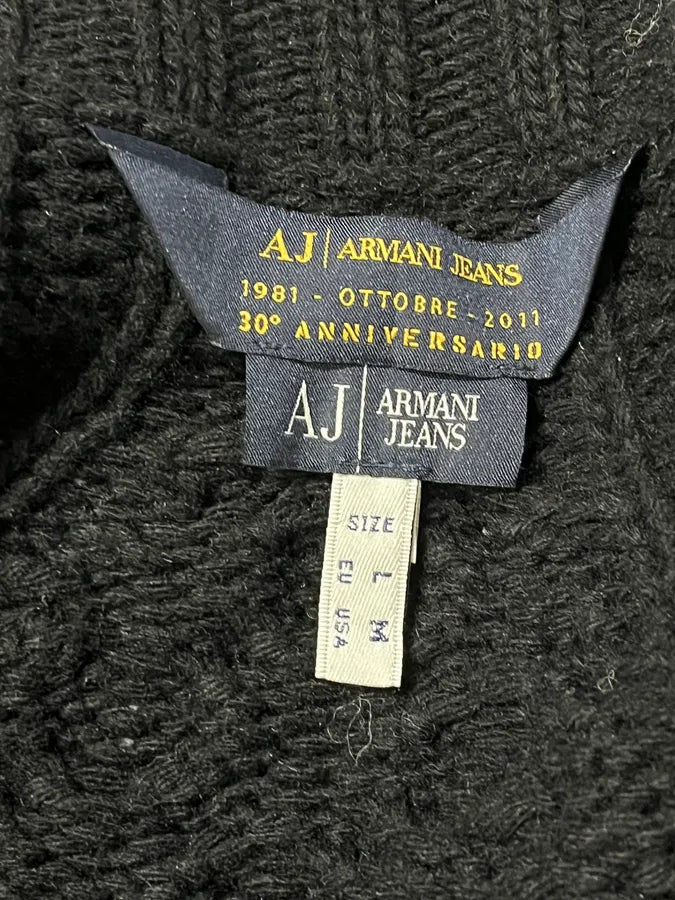 AJ | ARMANI JEANS
1981 - OTTOBRE - 2011
30° ANNIVERSARIO
AJ | ARMANI
JEANS
SIZE
EU L
USA M